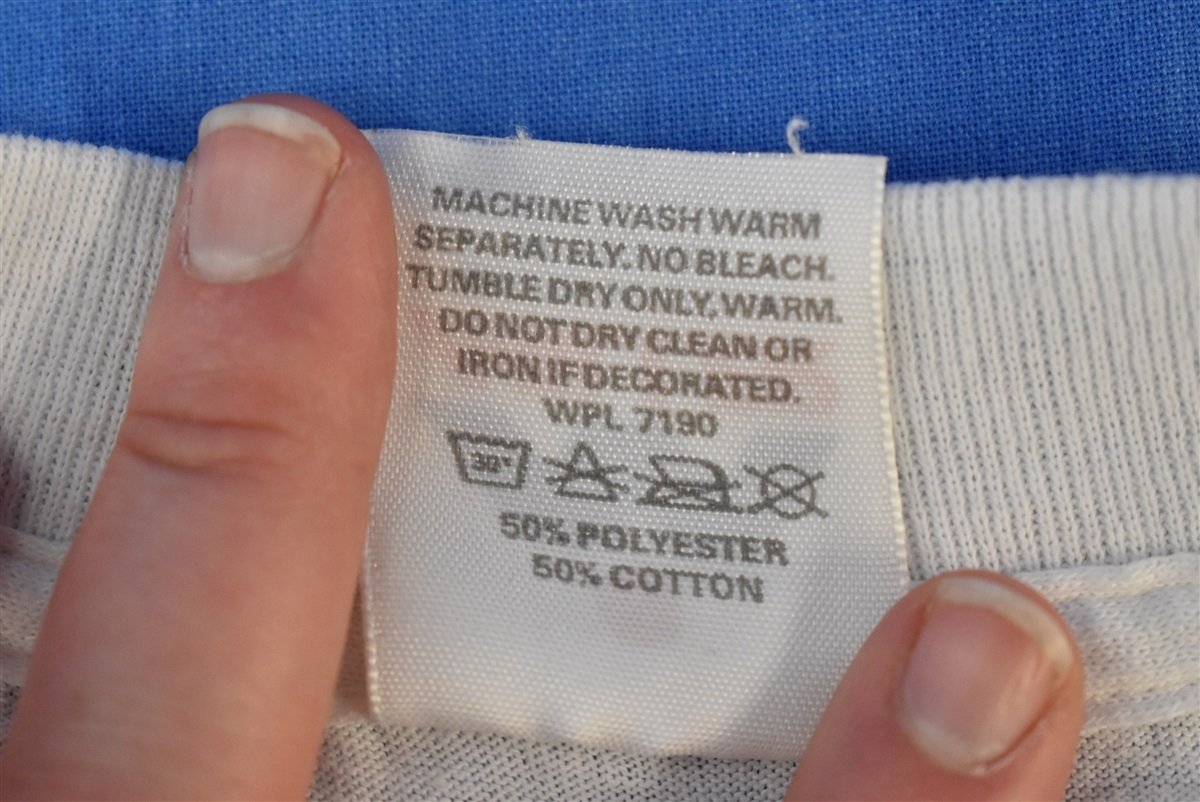 MACHINE WASH WARM
SEPARATELY. NO BLEACH.
TUMBLE DRY ONLY, WARM.
DO NOT DRY CLEAN OR
IRON IF DECORATED.
WPL 7190
30°
50% POLYESTER
50% COTTON